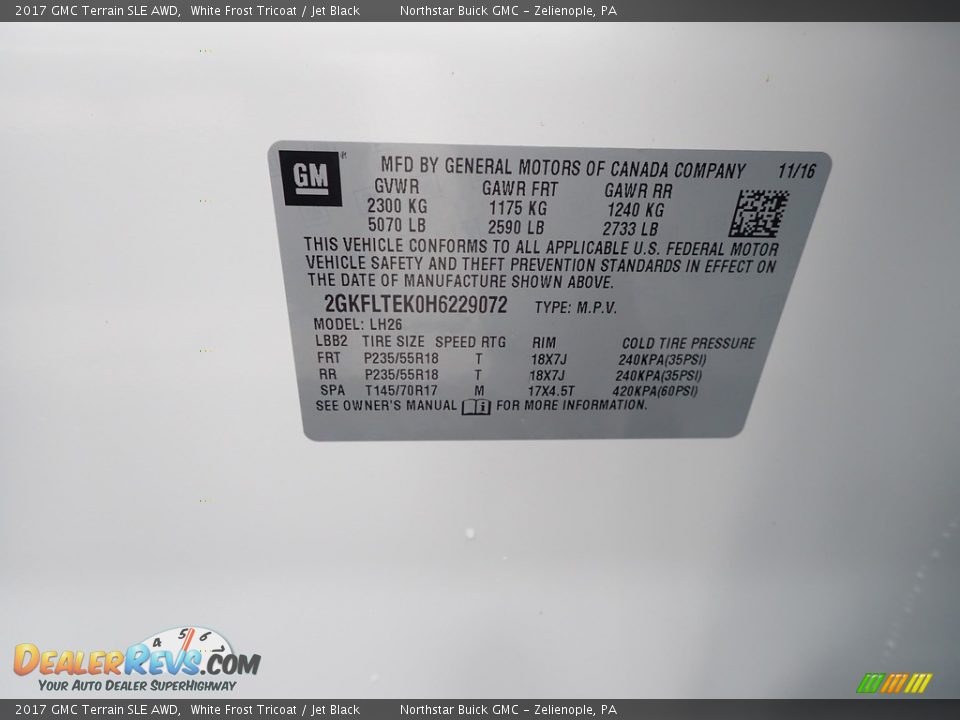 2017 GMC Terrain SLE AWD, White Frost Tricoat / Jet Black Northstar Buick GMC - Zelienople, PA
GM
MFD BY GENERAL MOTORS OF CANADA COMPANY 11/16
GVWR GAWR FRT GAWR RR
2300 KG 1175 KG 1240 KG
5070 LB 2590 LB 2733 LB
THIS VEHICLE CONFORMS TO ALL APPLICABLE U.S. FEDERAL MOTOR
VEHICLE SAFETY AND THEFT PREVENTION STANDARDS IN EFFECT ON
THE DATE OF MANUFACTURE SHOWN ABOVE.
2GKFLTEK0H6229072 TYPE: M.P.V.
MODEL: LH26
LBB2 TIRE SIZE SPEED RTG RIM COLD TIRE PRESSURE
FRT P235/55R18 T 18X7J 240KPA(35PSI)
RR P235/55R18 T 18X7J 240KPA(35PSI)
SPA T145/70R17 M 17X4.5T 420KPA(60PSI)
SEE OWNER'S MANUAL i FOR MORE INFORMATION.
4 5 6 7
DEALERREVS.COM
YOUR AUTO DEALER SUPERHIGHWAY
2017 GMC Terrain SLE AWD, White Frost Tricoat / Jet Black Northstar Buick GMC - Zelienople, PA